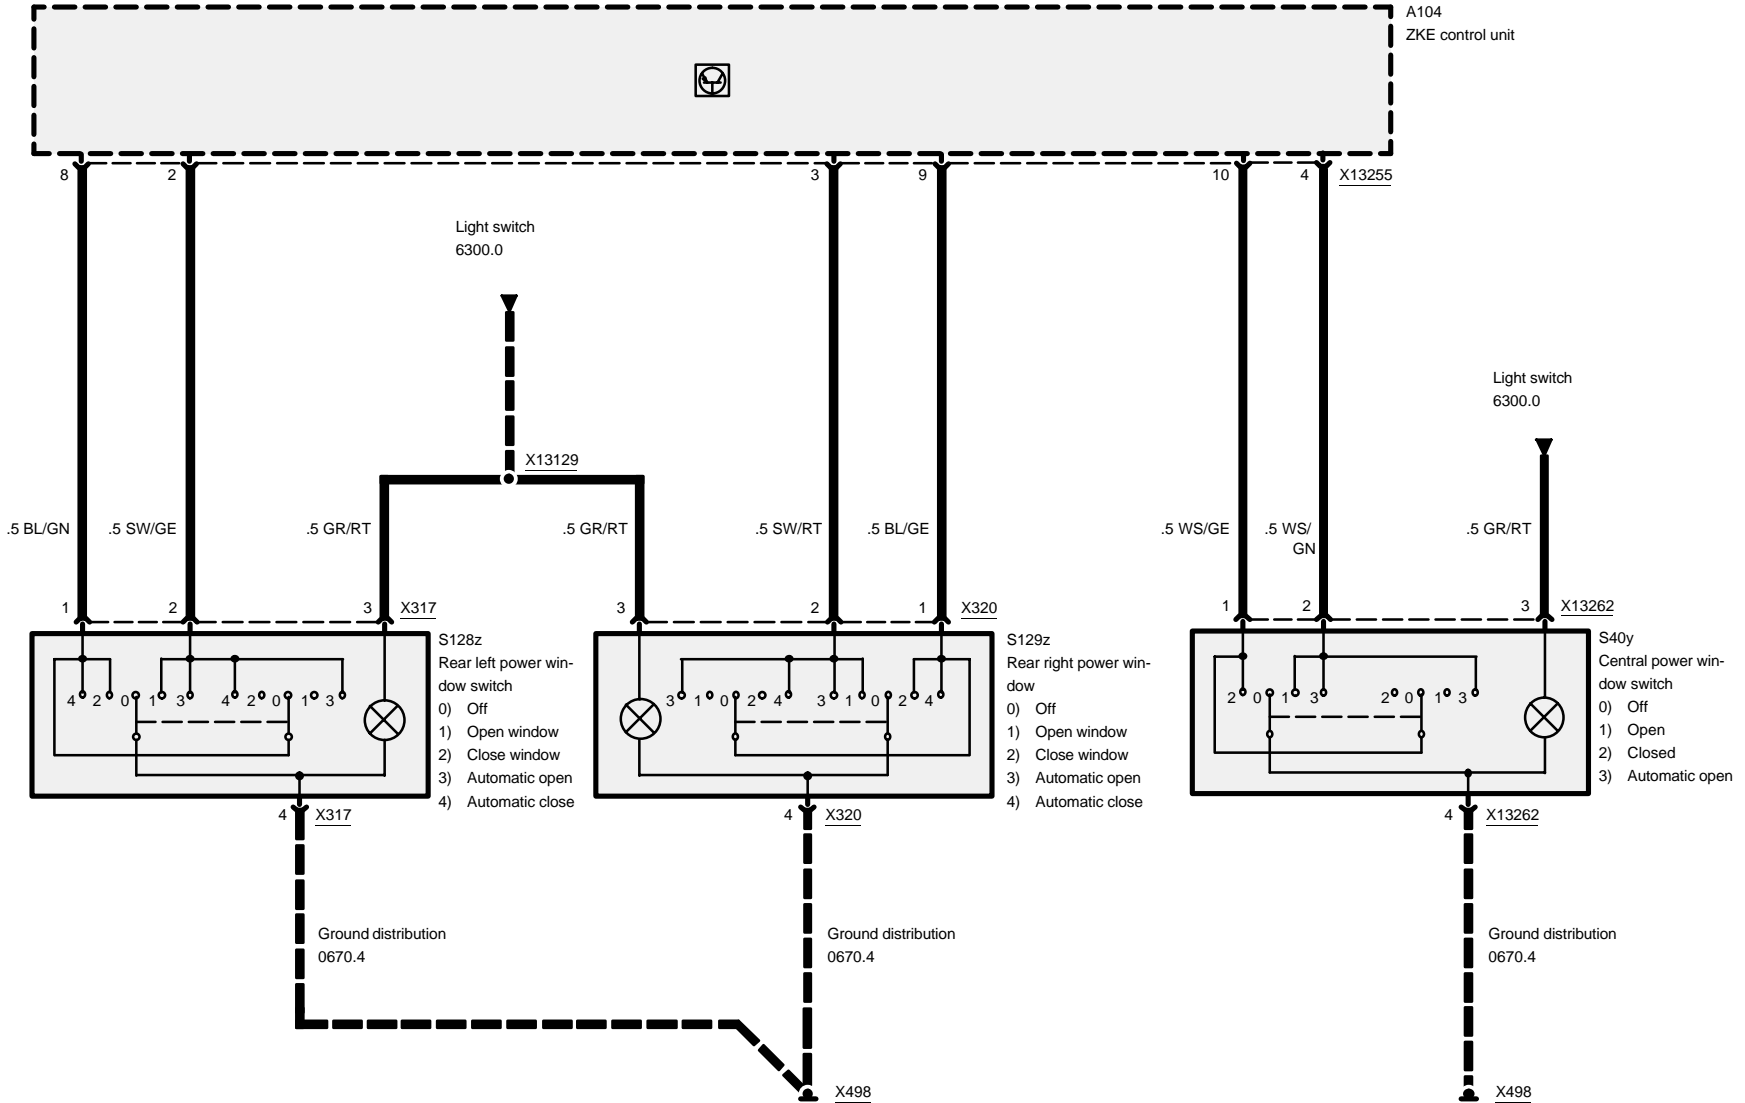 A104
ZKE control unit
8 2 3 9 10 4 X13255
Light switch
6300.0
Light switch
6300.0
X13129
.5 BL/GN .5 SW/GE .5 GR/RT .5 GR/RT .5 SW/RT .5 BL/GE .5 WS/GE .5 WS/ .5 GR/RT
GN
1 2 3 X317 3 2 1 X320 1 2 3 X13262
S128z
Rear left power win-
dow switch
0) Off
1) Open window
2) Close window
3) Automatic open
4) Automatic close
4 2 0 1 3 4 2 0 1 3
S129z
Rear right power win-
dow
0) Off
1) Open window
2) Close window
3) Automatic open
4) Automatic close
3 1 0 2 4 3 1 0 2 4
S40y
Central power win-
dow switch
0) Off
1) Open
2) Closed
3) Automatic open
2 0 1 3 2 0 1 3
4 X317 4 X320 4 X13262
Ground distribution
0670.4
Ground distribution
0670.4
Ground distribution
0670.4
X498 X498